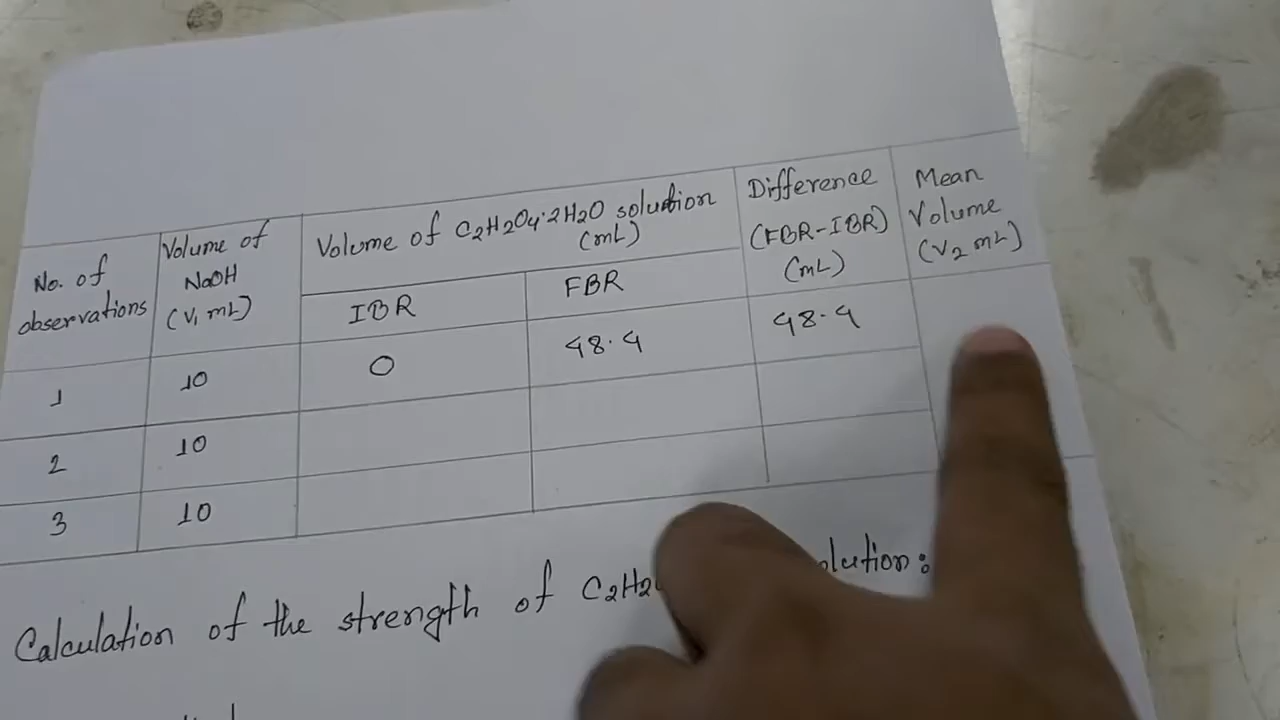 No. of observations
Volume of NaOH (V₁ mL)
Volume of C2H2O4·2H2O solution (mL)
Difference (FBR-IBR) (mL)
Mean Volume (V₂ mL)
IBR
FBR
1
10
0
48.4
48.4
2
10
3
10
Calculation of the strength of C2H2 olution: